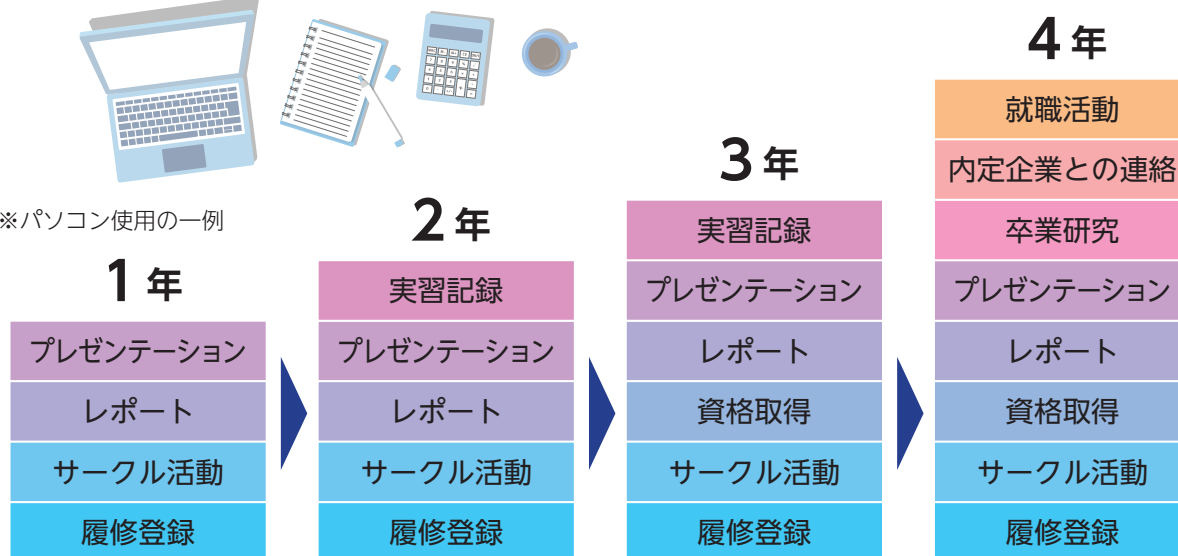 ※パソコン使用の一例
1年
プレゼンテーション
レポート
サークル活動
履修登録
2年
実習記録
プレゼンテーション
レポート
サークル活動
履修登録
3年
実習記録
プレゼンテーション
レポート
資格取得
サークル活動
履修登録
4年
就職活動
内定企業との連絡
卒業研究
プレゼンテーション
レポート
資格取得
サークル活動
履修登録